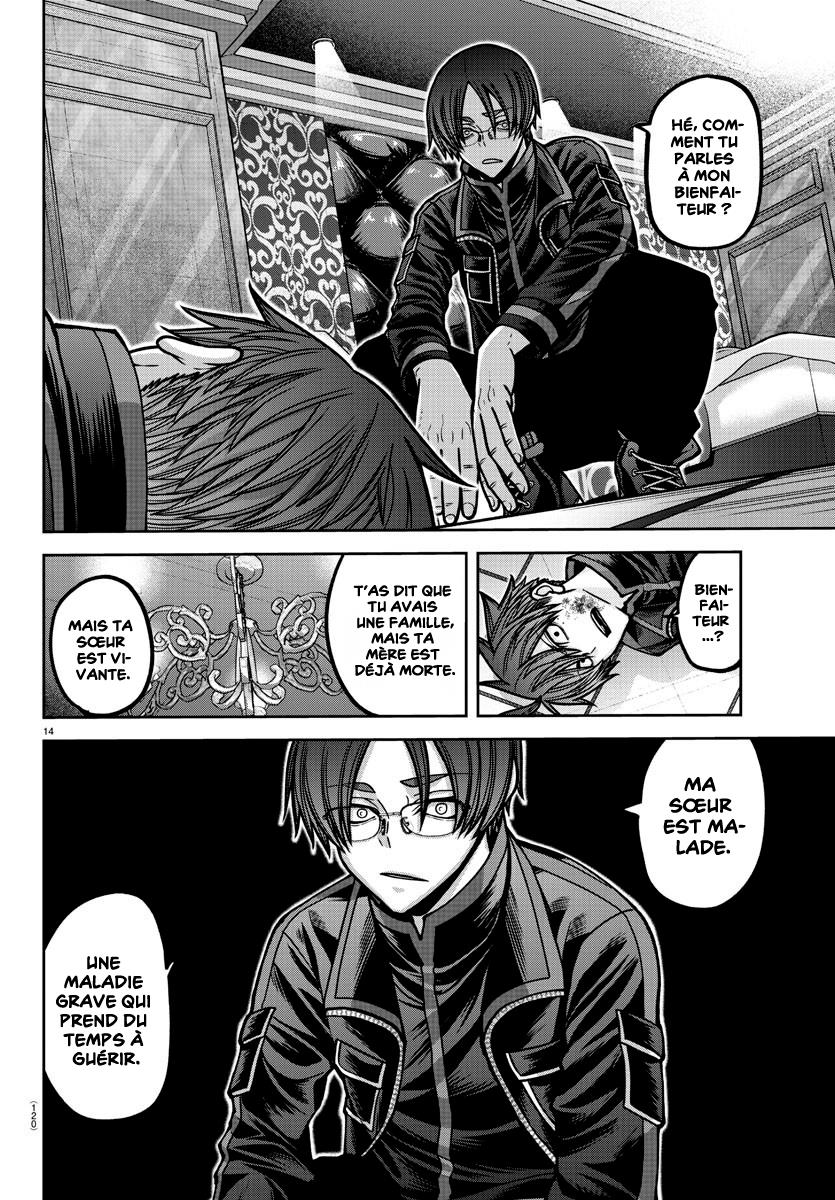 HÉ, COM-
MENT TU
PARLES
À MON
BIENFAI-
TEUR ?
BIEN-
FAI-
TEUR
...?
T'AS DIT QUE
TU AVAIS
UNE FAMILLE,
MAIS TA
MÈRE EST
DÉJÀ MORTE.
MAIS TA
SŒUR
EST VI-
VANTE.
14
MA
SŒUR
EST MA-
LADE.
UNE
MALADIE
GRAVE QUI
PREND DU
TEMPS À
GUÉRIR.
(120)